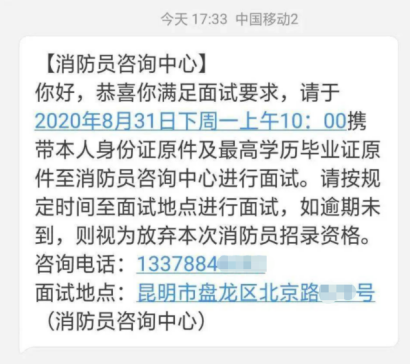 今天 17:33 中国移动2
【消防员咨询中心】
你好，恭喜你满足面试要求，请于
2020年8月31日下周一上午10：00携
带本人身份证原件及最高学历毕业证原
件至消防员咨询中心进行面试。请按规
定时间至面试地点进行面试，如逾期未
到，则视为放弃本次消防员招录资格。
咨询电话：1337884
面试地点：昆明市盘龙区北京路 号
（消防员咨询中心）